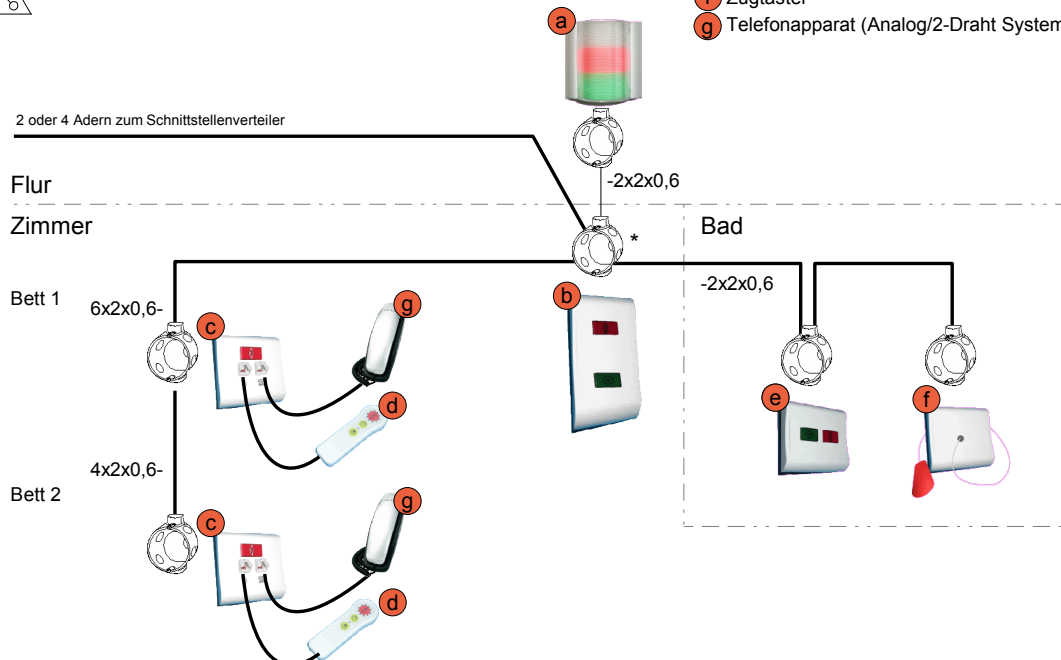 f Zugtaster
g Telefonapparat (Analog/2-Draht System
a
2 oder 4 Adern zum Schnittstellenverteiler
Flur
-2x2x0,6
Zimmer
*
Bad
-2x2x0,6
Bett 1
6x2x0,6-
c
g
b
d
e
f
4x2x0,6-
Bett 2
c
g
d